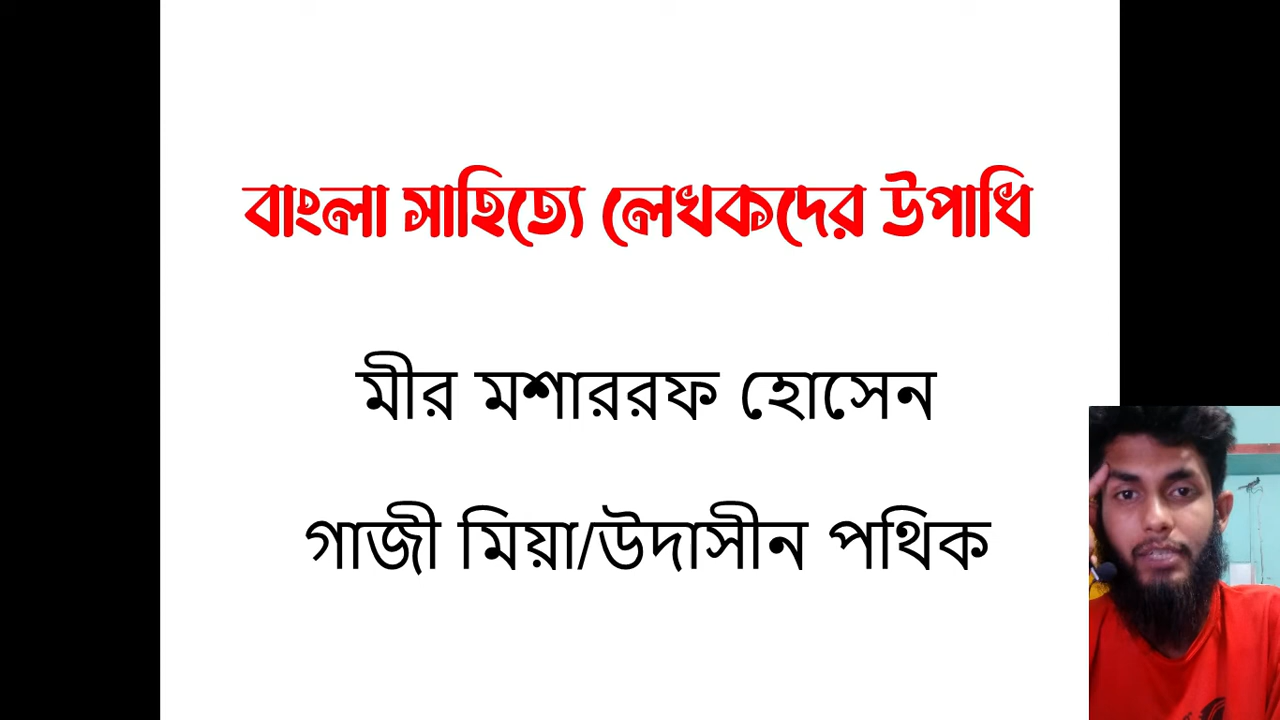 বাংলা সাহিত্যে লেখকদের উপাধি
মীর মশাররফ হোসেন
গাজী মিয়া/উদাসীন পথিক